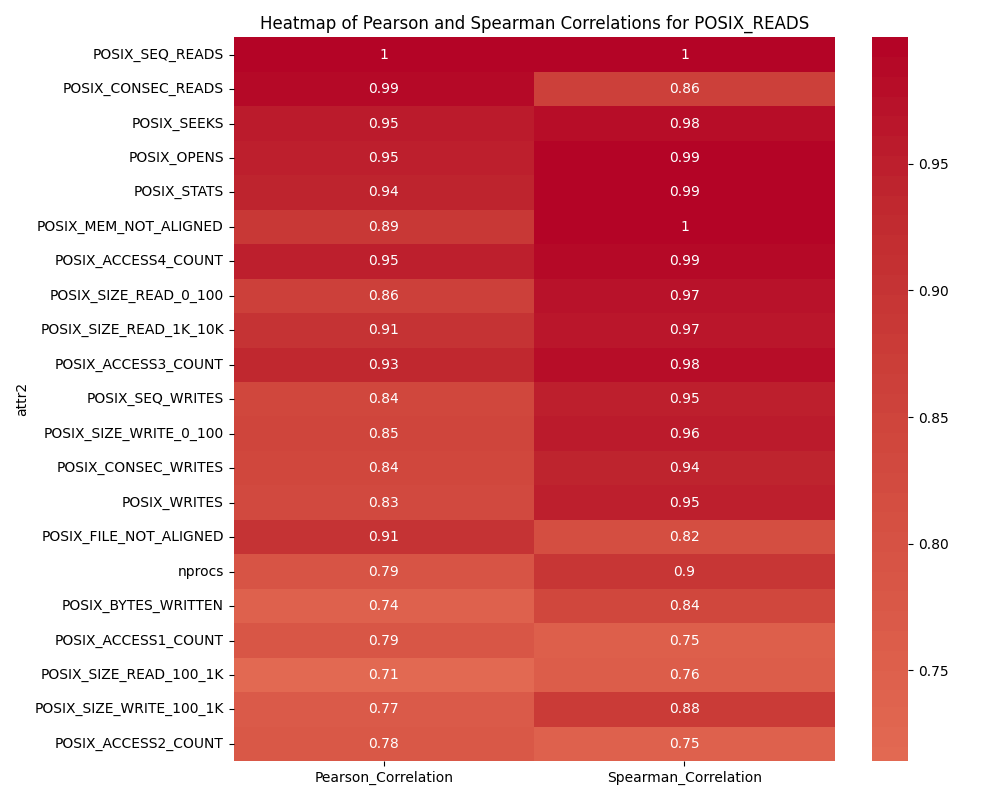 Heatmap of Pearson and Spearman Correlations for POSIX_READS
attr2
POSIX_SEQ_READS 1 1
POSIX_CONSEC_READS 0.99 0.86
POSIX_SEEKS 0.95 0.98
POSIX_OPENS 0.95 0.99
POSIX_STATS 0.94 0.99
POSIX_MEM_NOT_ALIGNED 0.89 1
POSIX_ACCESS4_COUNT 0.95 0.99
POSIX_SIZE_READ_0_100 0.86 0.97
POSIX_SIZE_READ_1K_10K 0.91 0.97
POSIX_ACCESS3_COUNT 0.93 0.98
POSIX_SEQ_WRITES 0.84 0.95
POSIX_SIZE_WRITE_0_100 0.85 0.96
POSIX_CONSEC_WRITES 0.84 0.94
POSIX_WRITES 0.83 0.95
POSIX_FILE_NOT_ALIGNED 0.91 0.82
nprocs 0.79 0.9
POSIX_BYTES_WRITTEN 0.74 0.84
POSIX_ACCESS1_COUNT 0.79 0.75
POSIX_SIZE_READ_100_1K 0.71 0.76
POSIX_SIZE_WRITE_100_1K 0.77 0.88
POSIX_ACCESS2_COUNT 0.78 0.75
Pearson_Correlation Spearman_Correlation
0.95
0.90
0.85
0.80
0.75